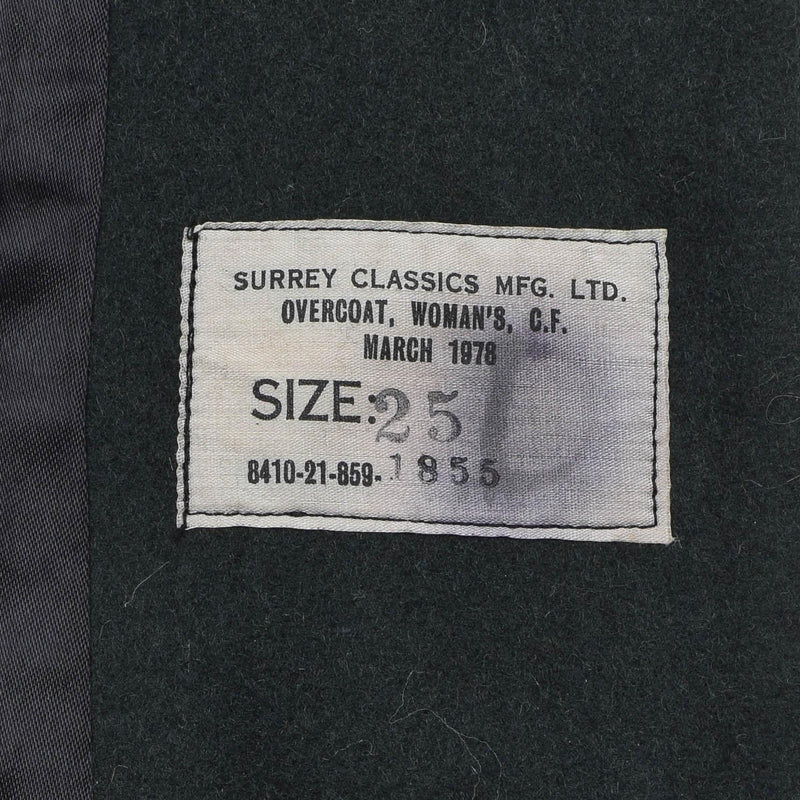 SURREY CLASSICS MFG. LTD.
OVERCOAT, WOMAN'S, C.F.
MARCH 1978
SIZE: 25
8410-21-859-1855